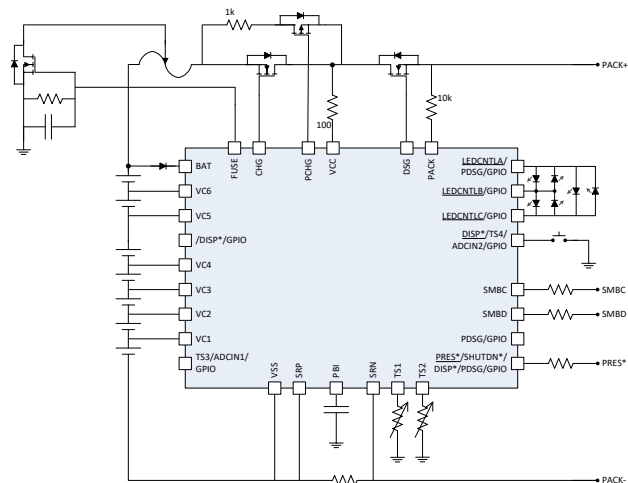 1k
PACK+
10k
100
FUSE
CHG
PCHG
VCC
DSG
PACK
BAT
VC6
VC5
/DISP*/GPIO
VC4
VC3
VC2
VC1
TS3/ADCIN1/
GPIO
LEDCNTLA/
PDSG/GPIO
LEDCNTLB/GPIO
LEDCNTLC/GPIO
DISP*/TS4/
ADCIN2/GPIO
SMBC
SMBC
SMBD
SMBD
PDSG/GPIO
PRES*/SHUTDN*/
DISP*/PDSG/GPIO
PRES*
VSS
SRP
PBI
SRN
TS1
TS2
PACK-